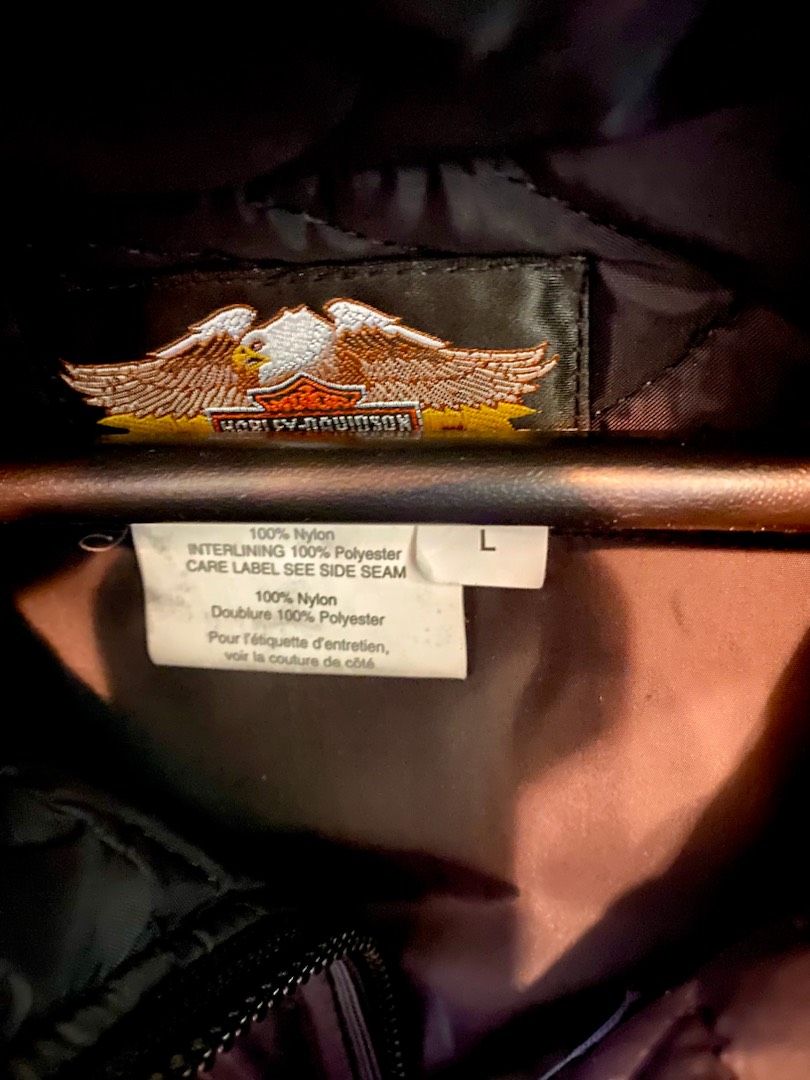 HARLEY-DAVIDSON
100% Nylon
INTERLINING 100% Polyester
CARE LABEL SEE SIDE SEAM
100% Nylon
Doublure 100% Polyester
Pour l'étiquette d'entretien,
voir la couture de côté
L